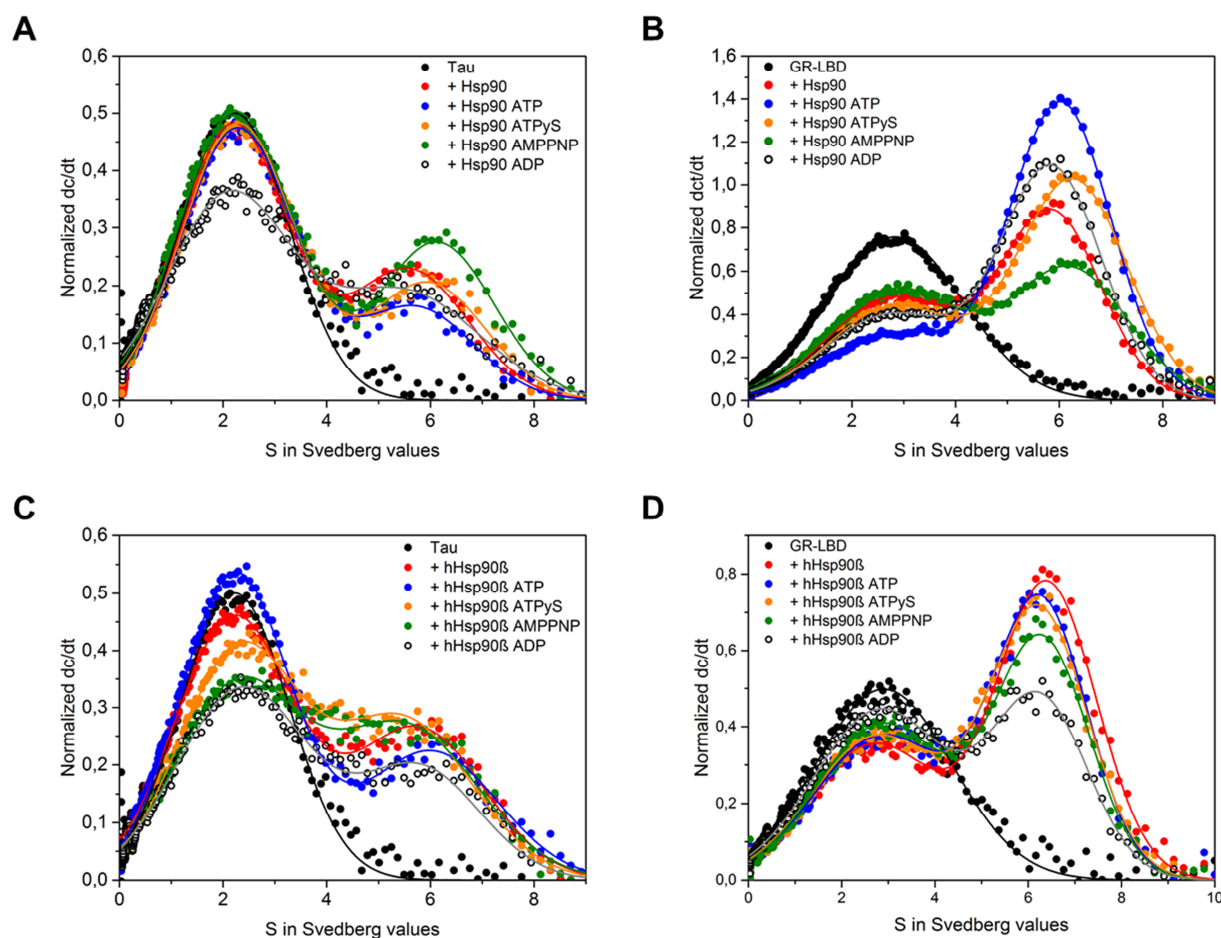 A
Normalized dc/dt
0,6
0,5
0,4
0,3
0,2
0,1
0,0
0 2 4 6 8
S in Svedberg values
Tau
+ Hsp90
+ Hsp90 ATP
+ Hsp90 ATPyS
+ Hsp90 AMPPNP
+ Hsp90 ADP
B
Normalized dct/dt
1,6
1,4
1,2
1,0
0,8
0,6
0,4
0,2
0,0
0 2 4 6 8
S in Svedberg values
GR-LBD
+ Hsp90
+ Hsp90 ATP
+ Hsp90 ATPyS
+ Hsp90 AMPPNP
+ Hsp90 ADP
C
Normalized dc/dt
0,6
0,5
0,4
0,3
0,2
0,1
0,0
0 2 4 6 8
S in Svedberg values
Tau
+ hHsp90ß
+ hHsp90ß ATP
+ hHsp90ß ATPyS
+ hHsp90ß AMPPNP
+ hHsp90ß ADP
D
Normalized dc/dt
1,0
0,8
0,6
0,4
0,2
0,0
0 2 4 6 8 10
S in Svedberg values
GR-LBD
+ hHsp90ß
+ hHsp90ß ATP
+ hHsp90ß ATPyS
+ hHsp90ß AMPPNP
+ hHsp90ß ADP